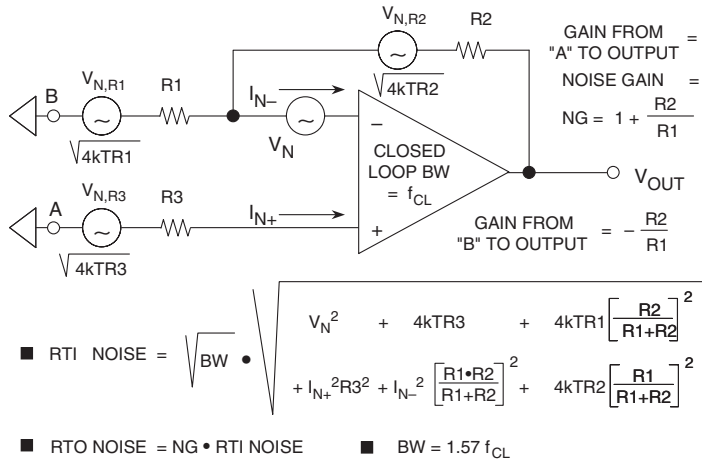 V_N,R2
R2
~
√4kTR2
GAIN FROM
"A" TO OUTPUT =
NOISE GAIN =
NG = 1 + R2/R1
B
V_N,R1
R1
~
√4kTR1
I_N–
~
V_N
–
CLOSED
LOOP BW
= f_CL
V_OUT
A
V_N,R3
R3
~
√4kTR3
I_N+
+
GAIN FROM
"B" TO OUTPUT = – R2/R1
■ RTI NOISE = √BW • √
V_N² + 4kTR3 + 4kTR1 [R2/R1+R2]²
+ I_N+²R3² + I_N–² [R1•R2/R1+R2]² + 4kTR2 [R1/R1+R2]²
■ RTO NOISE = NG • RTI NOISE ■ BW = 1.57 f_CL